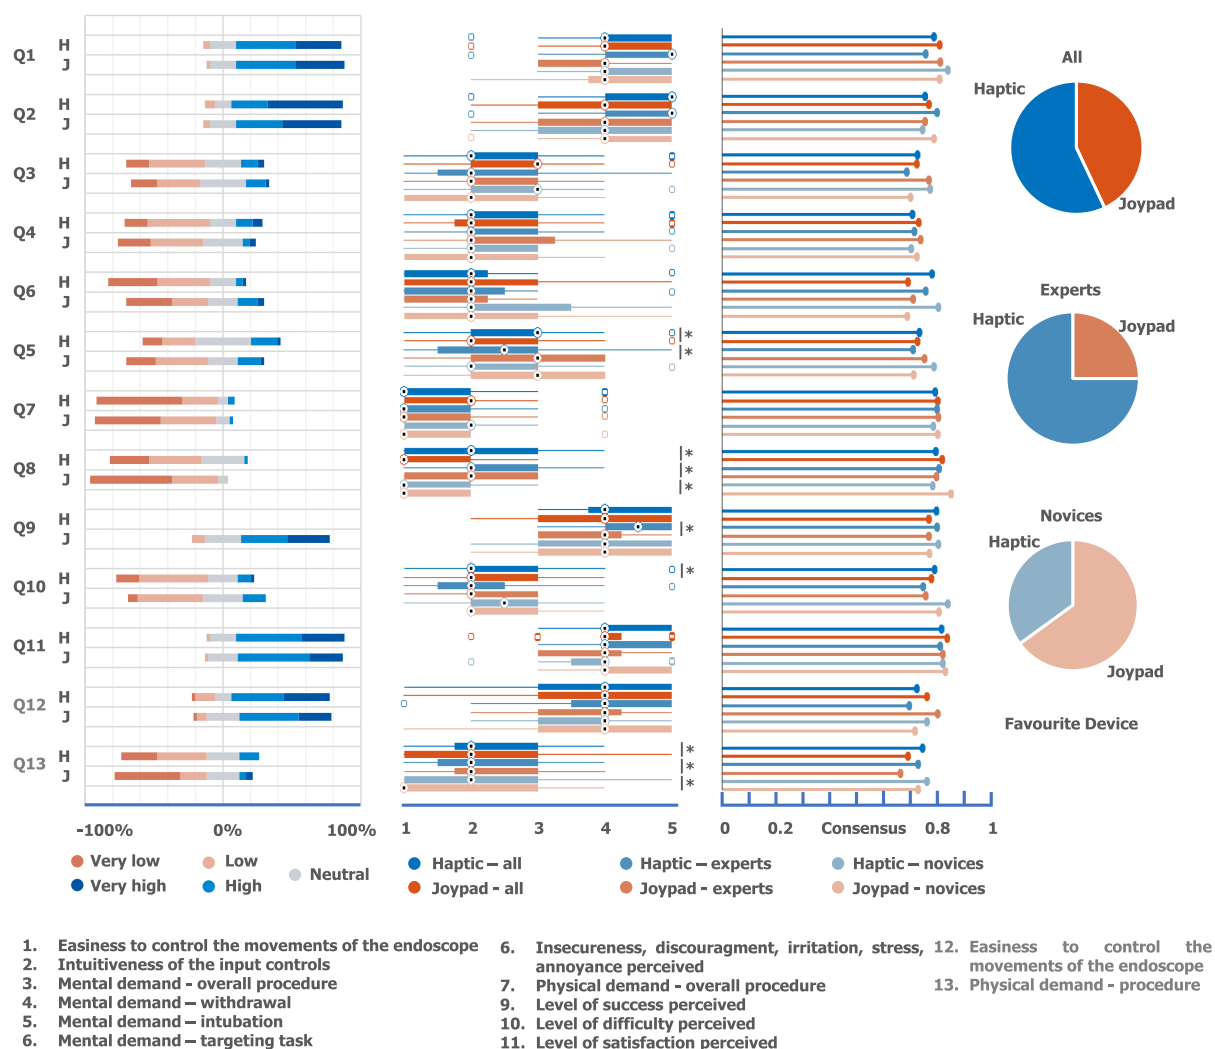 Q1 H
J
Q2 H
J
Q3 H
J
Q4 H
J
Q6 H
J
Q5 H
J
Q7 H
J
Q8 H
J
Q9 H
J
Q10 H
J
Q11 H
J
Q12 H
J
Q13 H
J
-100% 0% 100%
Very low
Low
Neutral
Very high
High
*
*
*
*
*
*
*
*
*
*
1 2 3 4 5
Haptic – all
Haptic – experts
Haptic – novices
Joypad - all
Joypad - experts
Joypad - novices
0 0.2 Consensus 0.8 1
All
Haptic
Joypad
Experts
Haptic
Joypad
Novices
Haptic
Joypad
Favourite Device
1. Easiness to control the movements of the endoscope
2. Intuitiveness of the input controls
3. Mental demand - overall procedure
4. Mental demand – withdrawal
5. Mental demand – intubation
6. Mental demand – targeting task
6. Insecureness, discouragment, irritation, stress,
annoyance perceived
7. Physical demand - overall procedure
9. Level of success perceived
10. Level of difficulty perceived
11. Level of satisfaction perceived
12. Easiness to control the
movements of the endoscope
13. Physical demand - procedure